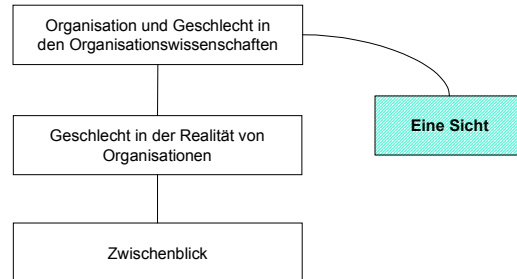 Organisation und Geschlecht in
den Organisationswissenschaften
Eine Sicht
Geschlecht in der Realität von
Organisationen
Zwischenblick